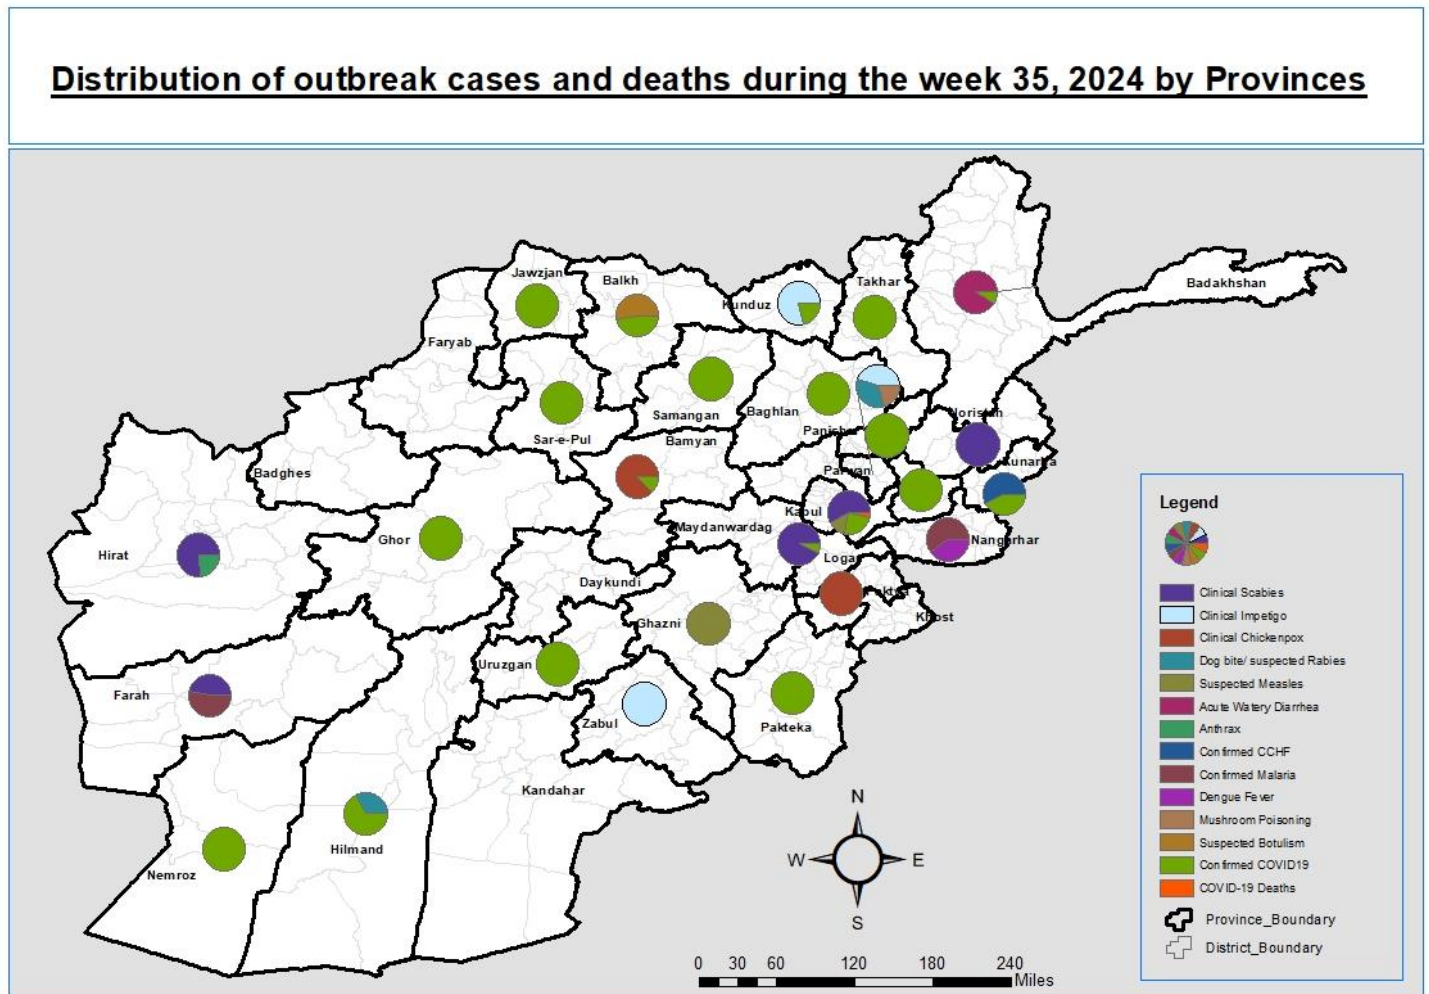 Distribution of outbreak cases and deaths during the week 35, 2024 by Provinces
Jawzjan
Balkh
Kunduz
Takhar
Badakhshan
Faryab
Samangan
Baghlan
Noristan
Sar-e-Pul
Bamyan
Badghes
Parwan
Kabul
Maydanwardag
Nangarhar
Hirat
Ghor
Logar
Daykundi
Ghazni
Khost
Uruzgan
Farah
Zabul
Pakteka
Kandahar
Hilmand
Nemroz
N
W
E
S
0 30 60 120 180 240
Miles
Legend
Clinical Scabies
Clinical Impetigo
Clinical Chickenpox
Dog bite/ suspected Rabies
Suspected Measles
Acute Watery Diarrhea
Anthrax
Confirmed CCHF
Confirmed Malaria
Dengue Fever
Mushroom Poisoning
Suspected Botulism
Confirmed COVID19
COVID-19 Deaths
Province_Boundary
District_Boundary